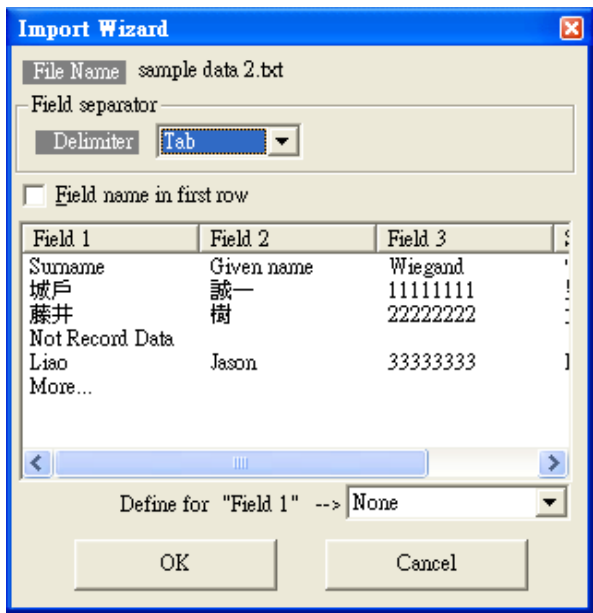 Import Wizard
File Name sample data 2.txt
Field separator
Delimiter Tab
Field name in first row
Field 1 Field 2 Field 3
Surname Given name Wiegand
城戶 誠一 11111111
藤井 樹 22222222
Not Record Data
Liao Jason 33333333
More...
Define for "Field 1" --> None
OK Cancel